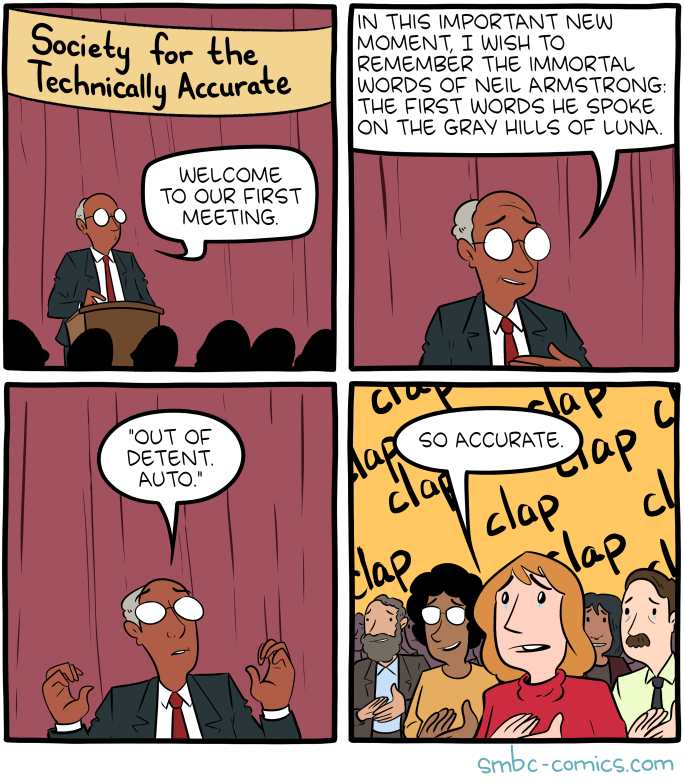 Society for the
Technically Accurate
WELCOME
TO OUR FIRST
MEETING.
IN THIS IMPORTANT NEW
MOMENT, I WISH TO
REMEMBER THE IMMORTAL
WORDS OF NEIL ARMSTRONG:
THE FIRST WORDS HE SPOKE
ON THE GRAY HILLS OF LUNA.
"OUT OF
DETENT.
AUTO."
clap
clap
SO ACCURATE.
clap
clap
clap
clap
clap
clap
smbc-comics.com